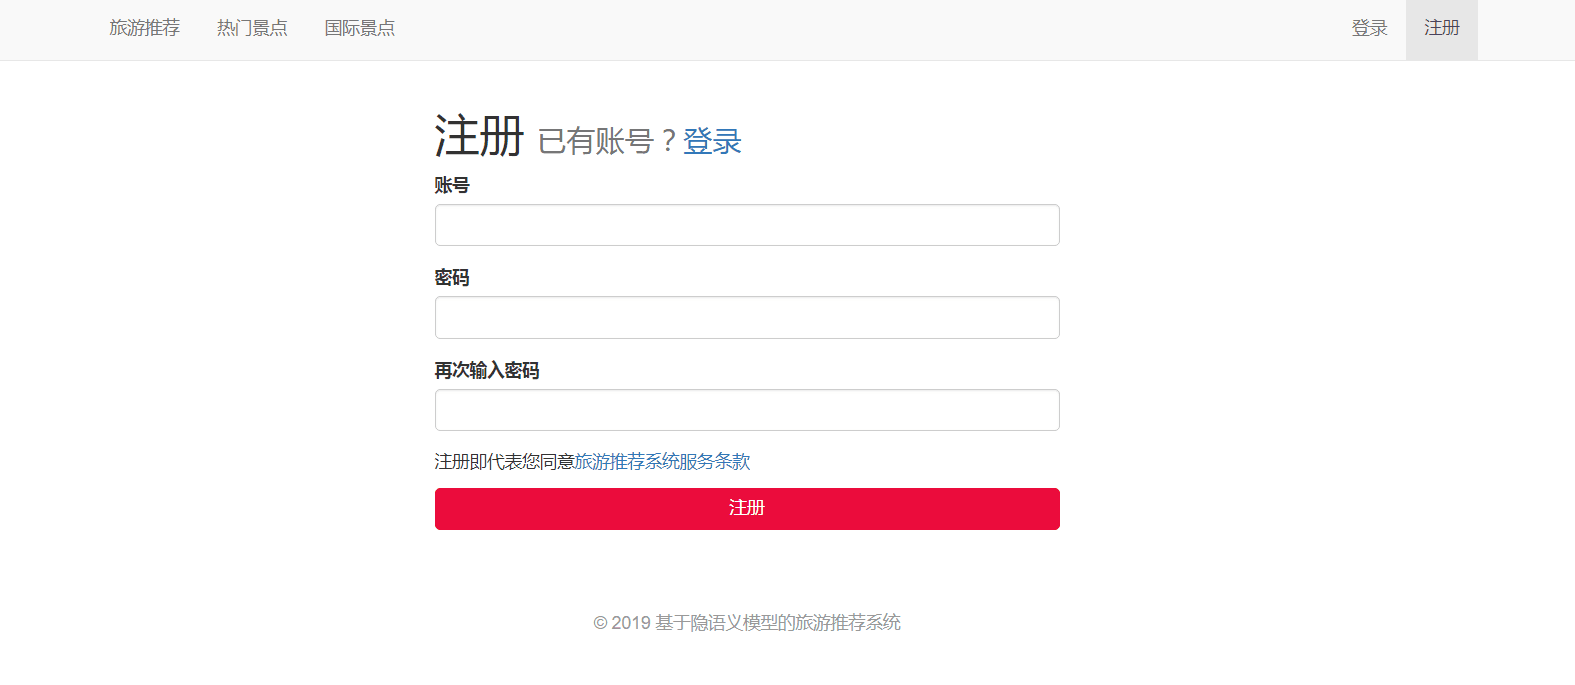 旅游推荐 热门景点 国际景点 登录 注册
注册 已有账号？登录
账号
密码
再次输入密码
注册即代表您同意旅游推荐系统服务条款
注册
© 2019 基于隐语义模型的旅游推荐系统